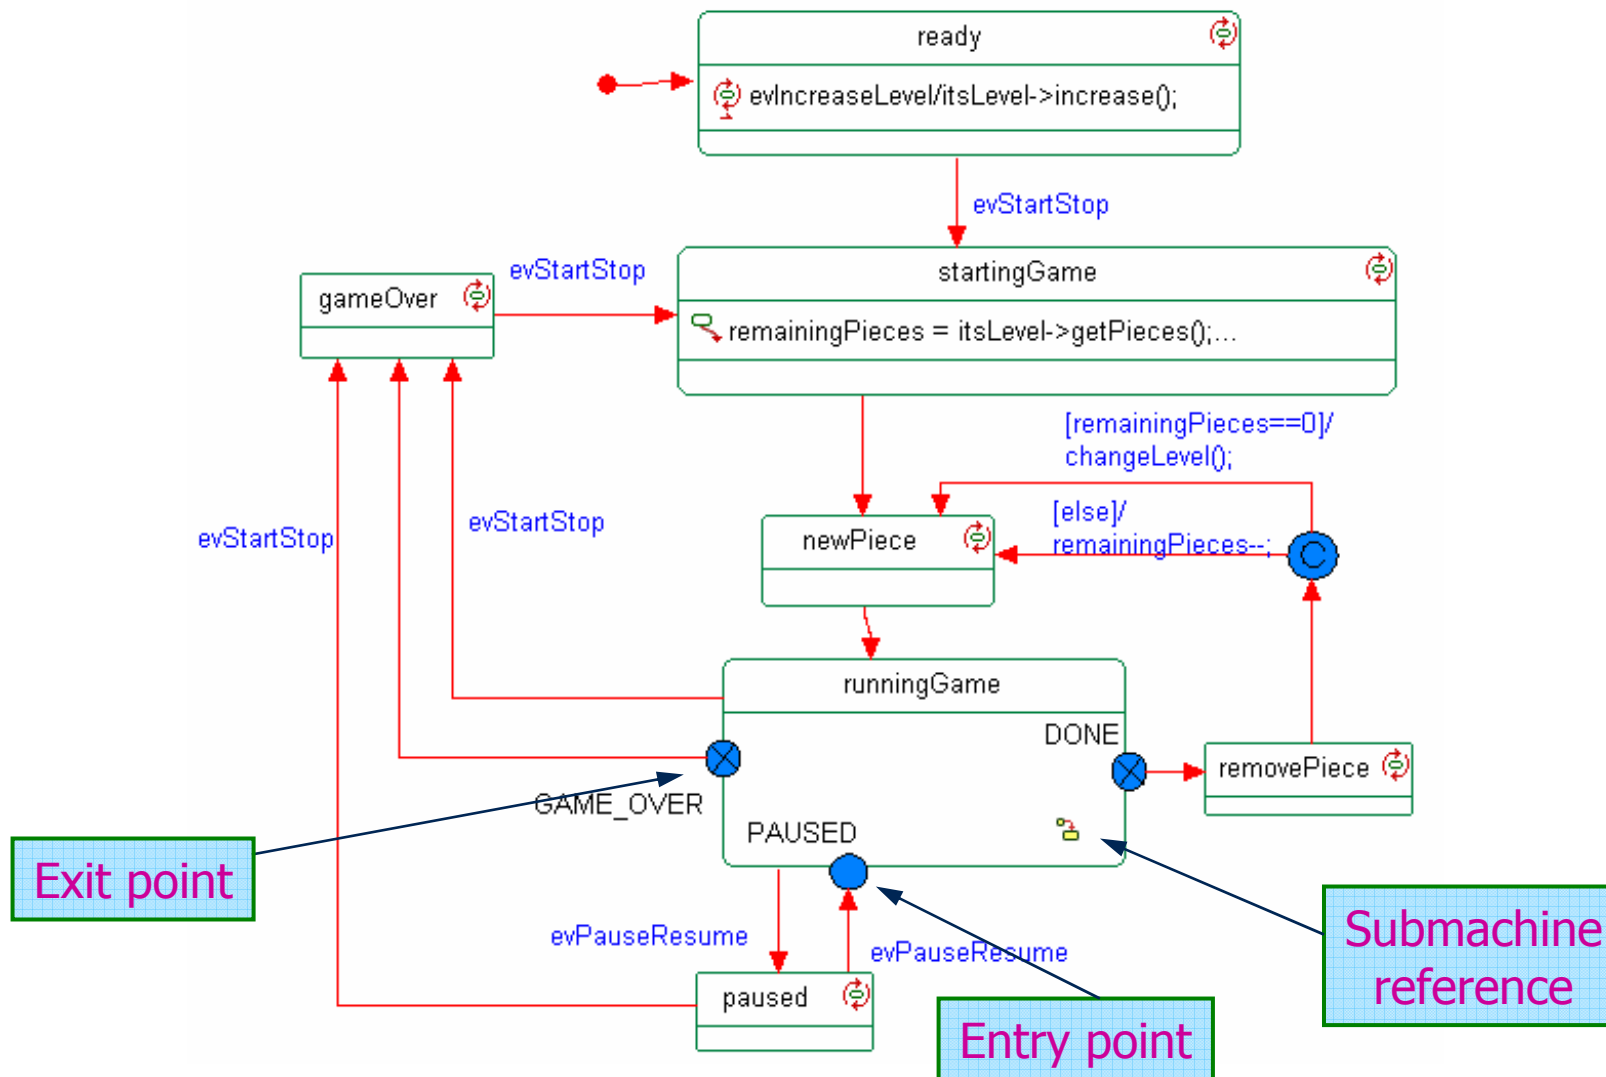 ready
evIncreaseLevel/itsLevel->increase();
evStartStop
startingGame
remainingPieces = itsLevel->getPieces();...
evStartStop
gameOver
[remainingPieces==0]/
changeLevel();
[else]/
remainingPieces--;
newPiece
C
evStartStop
evStartStop
runningGame
DONE
removePiece
GAME_OVER
PAUSED
Exit point
evPauseResume
evPauseResume
paused
Entry point
Submachine
reference